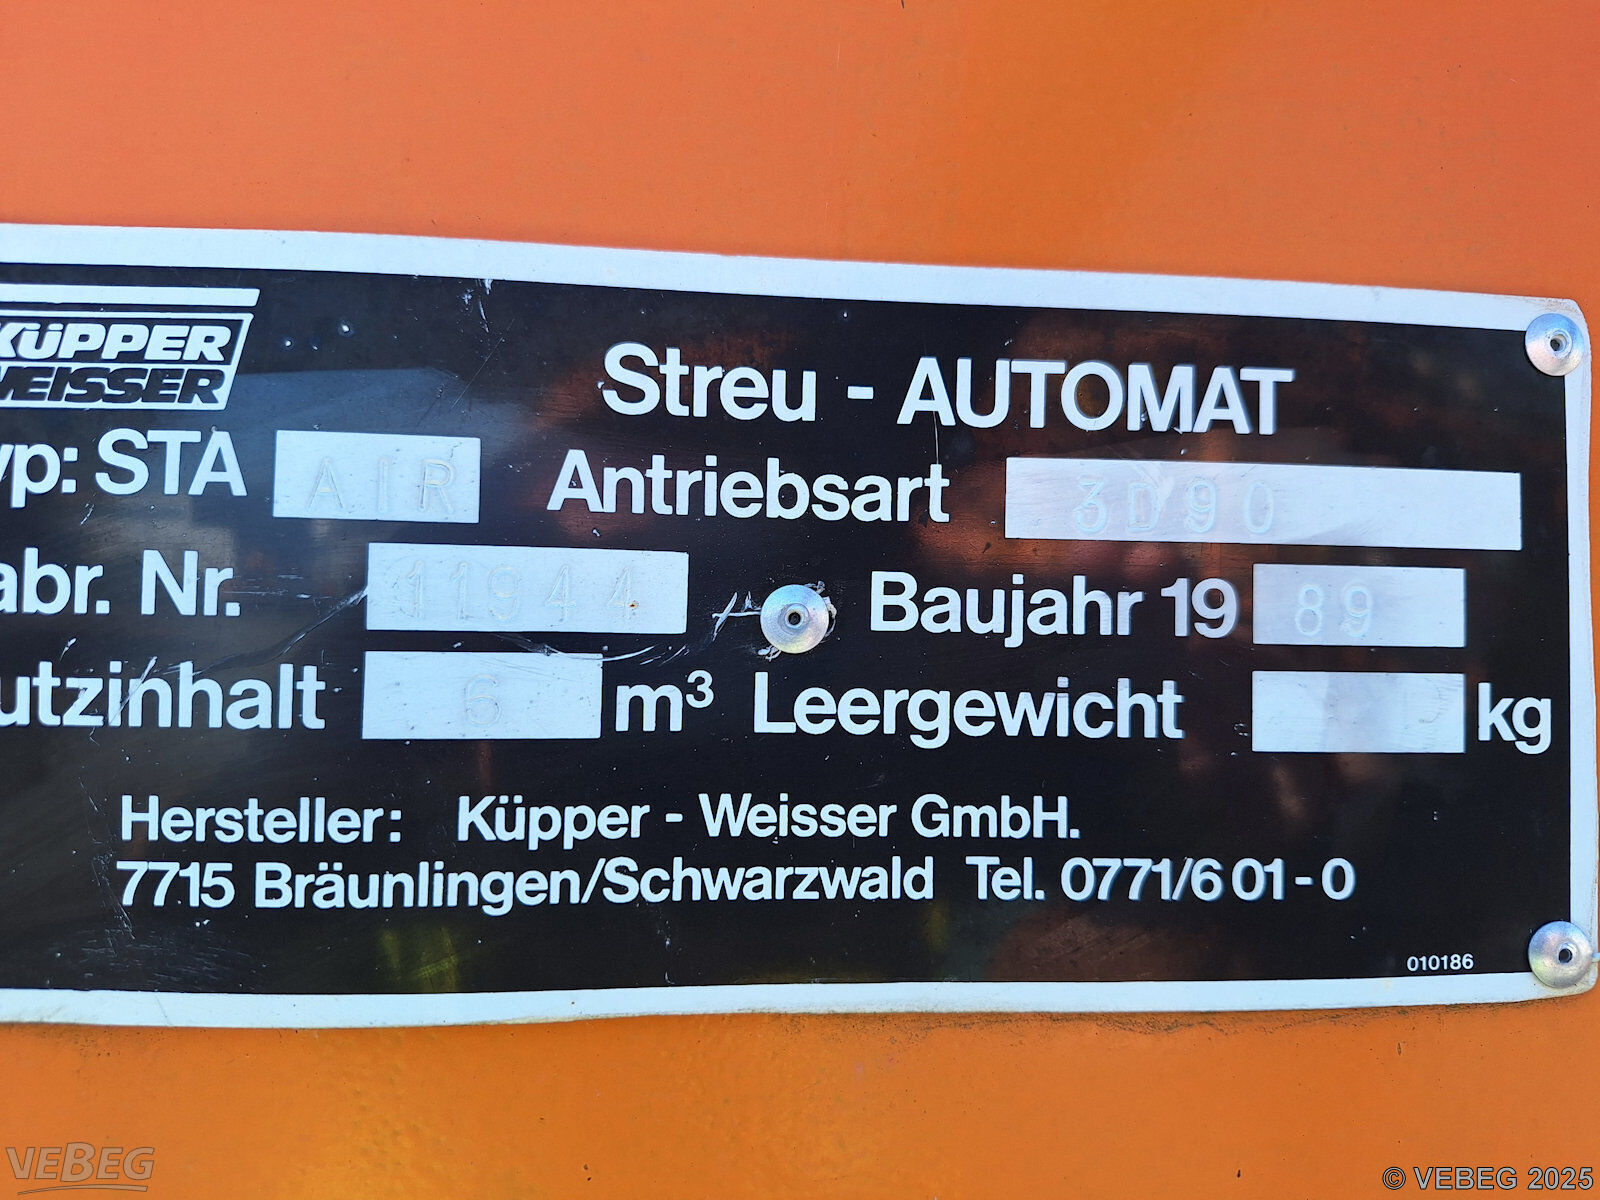 KÜPPER
WEISSER
Streu - AUTOMAT
yp: STA AIR Antriebsart 3D90
abr. Nr. 11944 Baujahr 19 89
utzinhalt 6 m³ Leergewicht kg
Hersteller: Küpper - Weisser GmbH.
7715 Bräunlingen/Schwarzwald Tel. 0771/6 01 - 0
010186
VEBEG
© VEBEG 2025